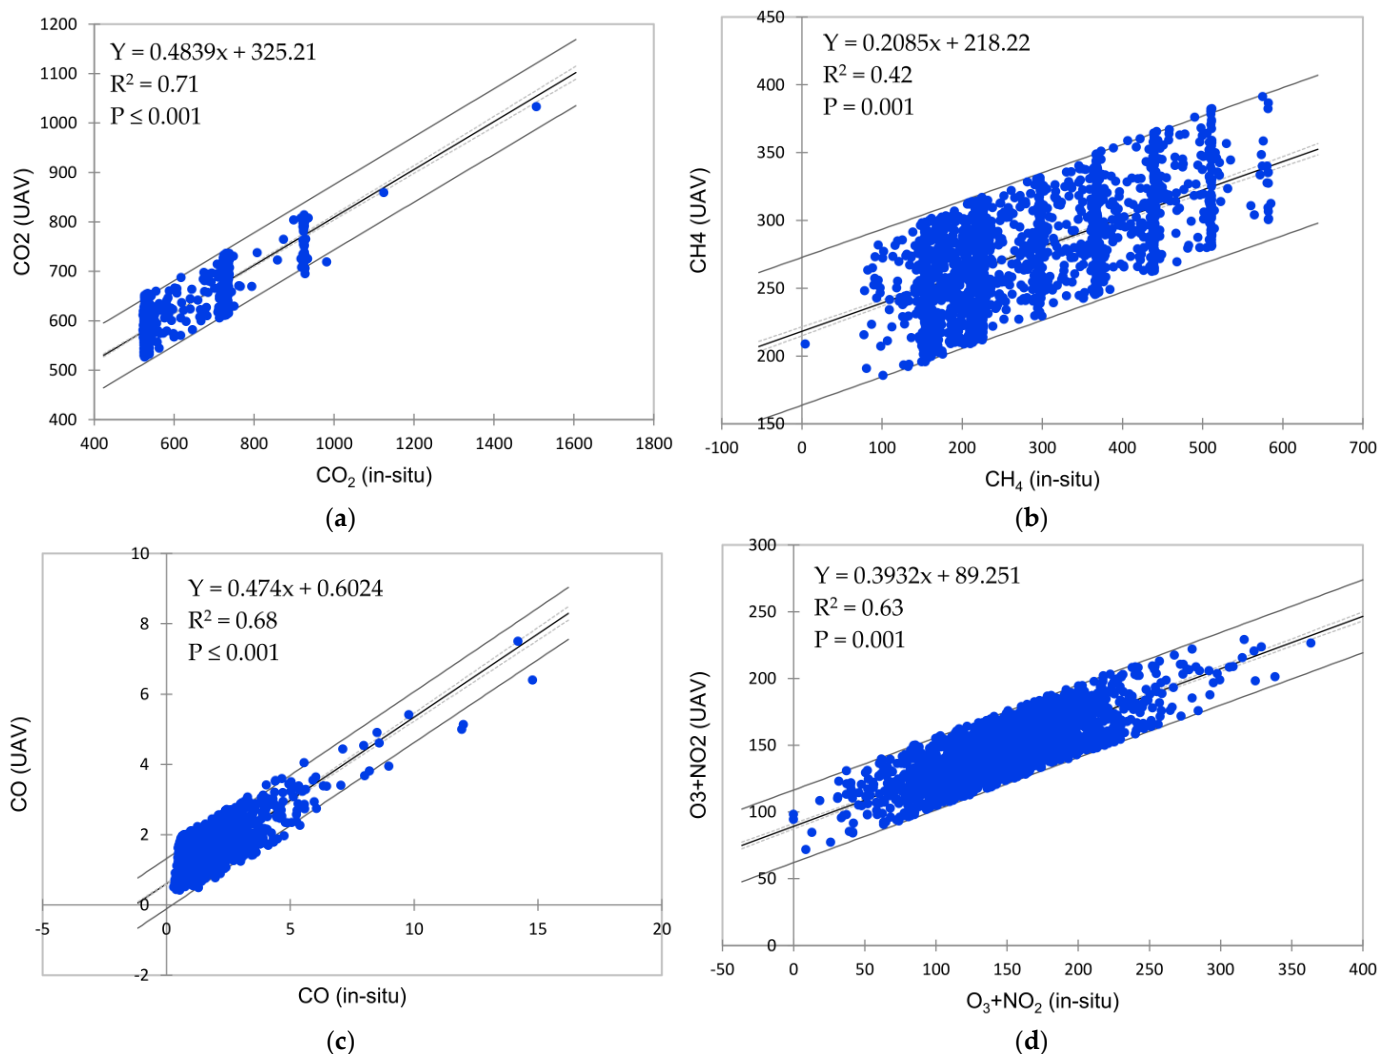 1200
1100
1000
900
800
700
600
500
400
400 600 800 1000 1200 1400 1600 1800
CO2 (UAV)
Y = 0.4839x + 325.21
R² = 0.71
P ≤ 0.001
CO₂ (in-situ)
(a)
450
400
350
300
250
200
150
-100 0 100 200 300 400 500 600 700
CH4 (UAV)
Y = 0.2085x + 218.22
R² = 0.42
P = 0.001
CH₄ (in-situ)
(b)
10
8
6
4
2
0
-2
-5 0 5 10 15 20
CO (UAV)
Y = 0.474x + 0.6024
R² = 0.68
P ≤ 0.001
CO (in-situ)
(c)
300
250
200
150
100
50
0
-50 0 50 100 150 200 250 300 350 400
O3+NO2 (UAV)
Y = 0.3932x + 89.251
R² = 0.63
P = 0.001
O₃+NO₂ (in-situ)
(d)